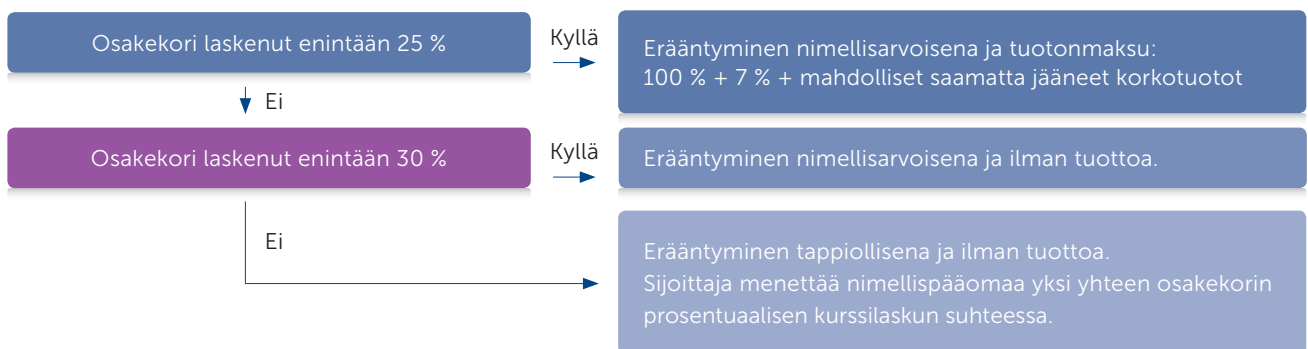 Osakekori laskenut enintään 25 %
Kyllä
Erääntyminen nimellisarvoisena ja tuotonmaksu:
100 % + 7 % + mahdolliset saamatta jääneet korkotuotot
Ei
Osakekori laskenut enintään 30 %
Kyllä
Erääntyminen nimellisarvoisena ja ilman tuottoa.
Ei
Erääntyminen tappiollisena ja ilman tuottoa.
Sijoittaja menettää nimellispääomaa yksi yhteen osakekorin
prosentuaalisen kurssilaskun suhteessa.